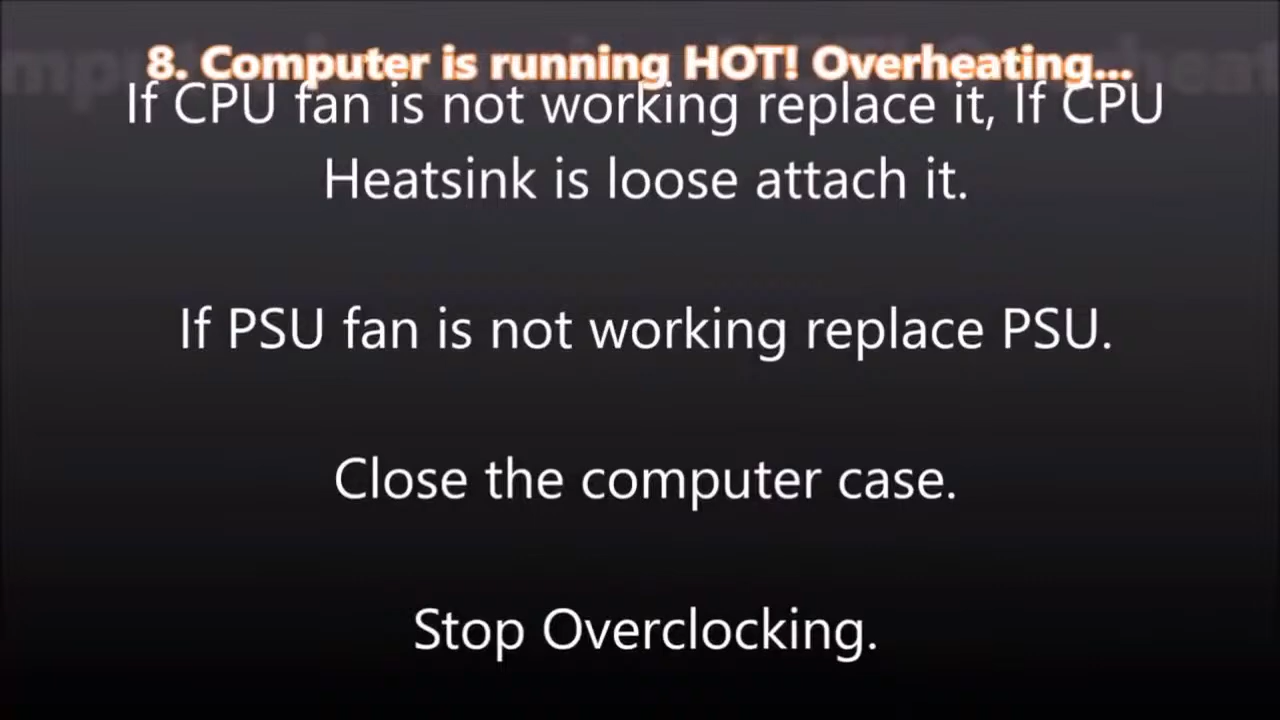 8. Computer is running HOT! Overheating...
If CPU fan is not working replace it, If CPU
Heatsink is loose attach it.
If PSU fan is not working replace PSU.
Close the computer case.
Stop Overclocking.